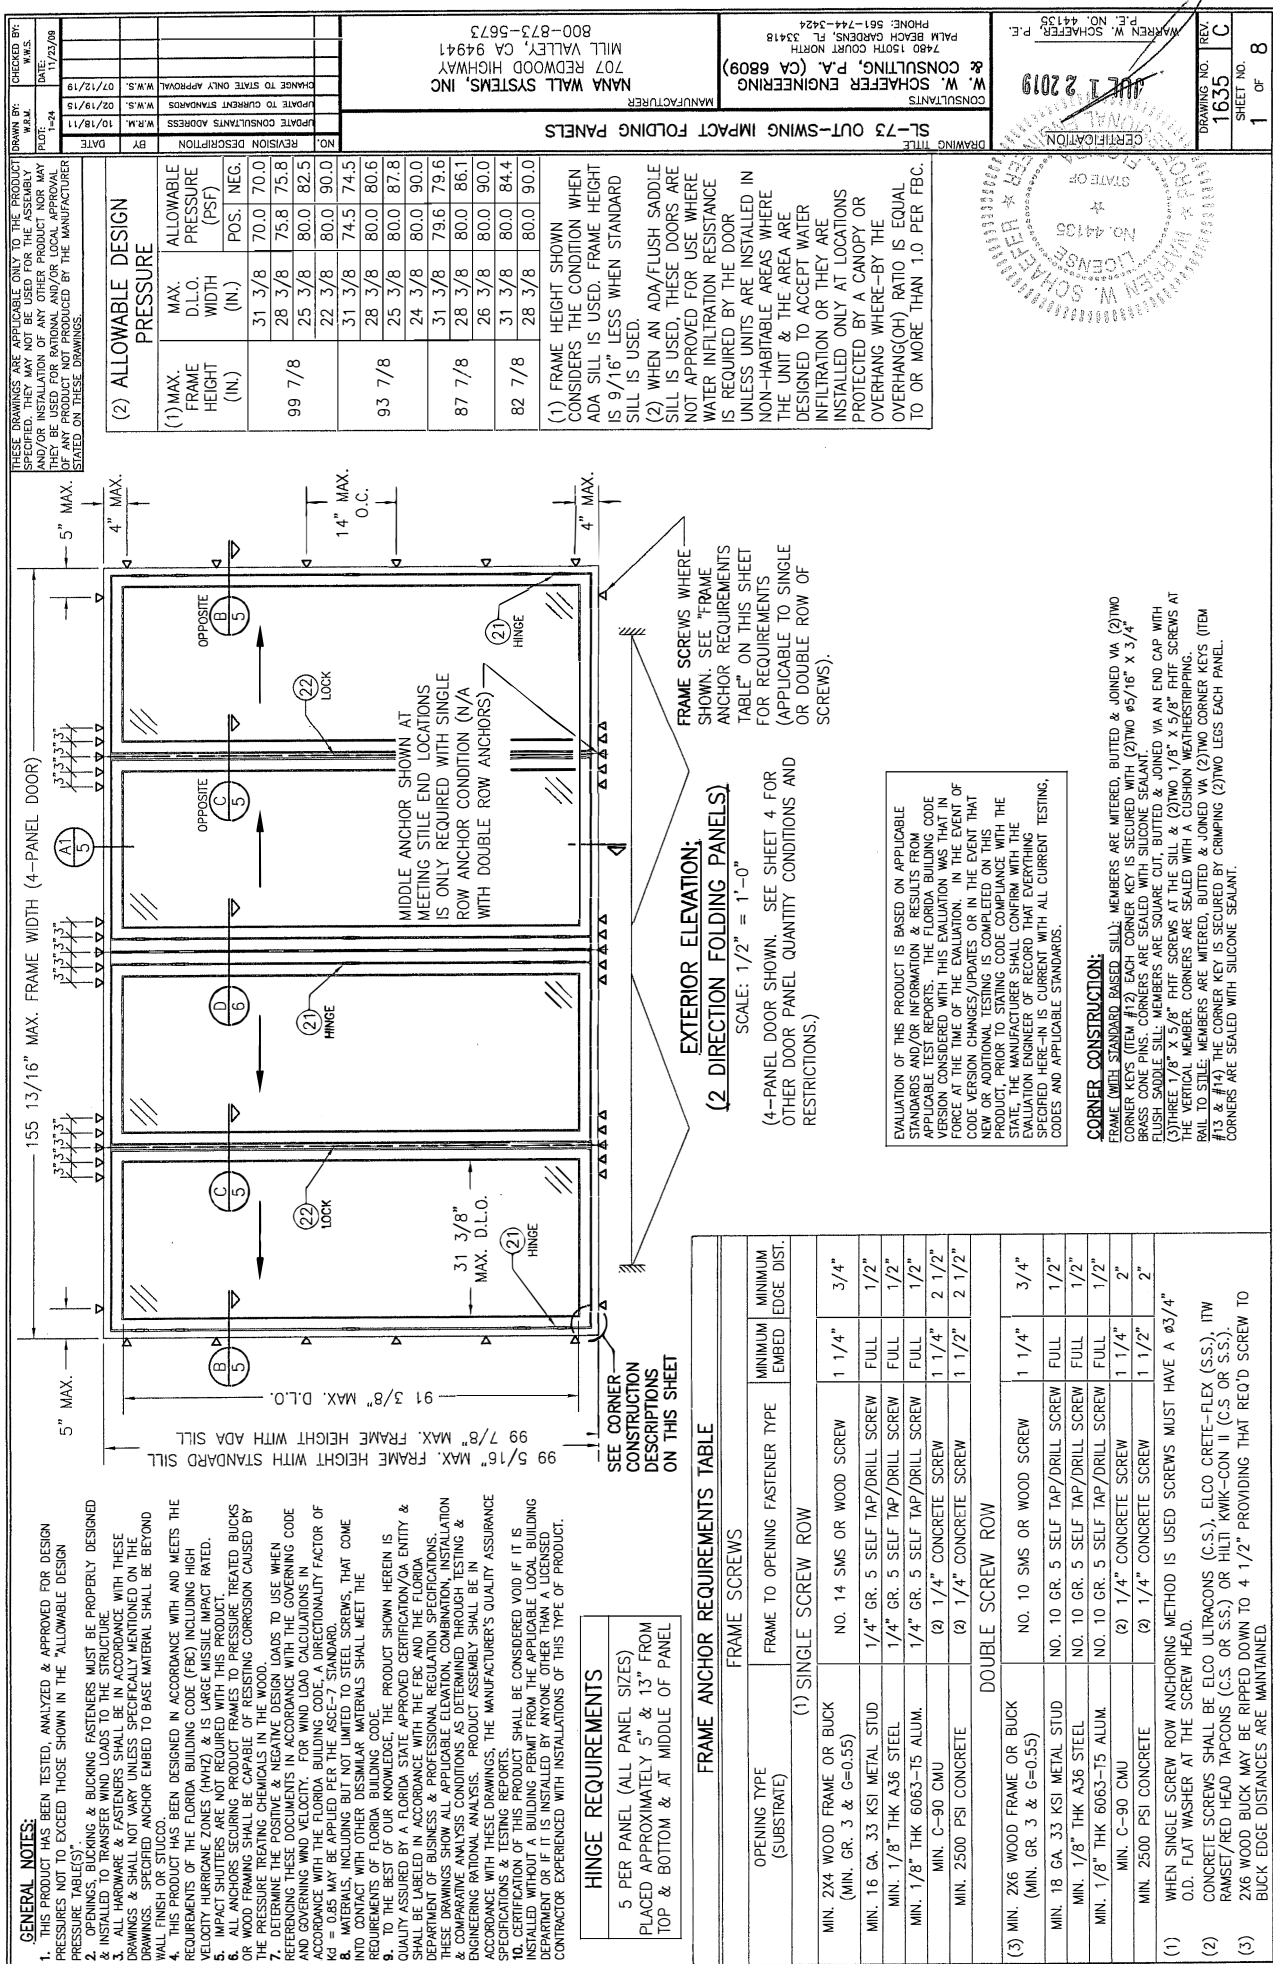 GENERAL NOTES:
1. THIS PRODUCT HAS BEEN TESTED, ANALYZED & APPROVED FOR DESIGN
PRESSURES NOT TO EXCEED THOSE SHOWN IN THE "ALLOWABLE DESIGN
PRESSURE TABLE(S)".
2. OPENINGS, BUCKING & BUCKING FASTENERS MUST BE PROPERLY DESIGNED
& INSTALLED TO TRANSFER WIND LOADS TO THE STRUCTURE.
3. ALL HARDWARE & FASTENERS SHALL BE IN ACCORDANCE WITH THESE
DRAWINGS & SHALL NOT VARY UNLESS SPECIFICALLY MENTIONED ON THE
DRAWINGS. SPECIFIED ANCHOR EMBED TO BASE MATERIAL SHALL BE BEYOND
WALL FINISH OR STUCCO.
4. THIS PRODUCT HAS BEEN DESIGNED IN ACCORDANCE WITH AND MEETS THE
REQUIREMENTS OF THE FLORIDA BUILDING CODE (FBC) INCLUDING HIGH
VELOCITY HURRICANE ZONES (HVHZ) & IS LARGE MISSILE IMPACT RATED.
5. IMPACT SHUTTERS ARE NOT REQUIRED WITH THIS PRODUCT.
6. ALL ANCHORS SECURING PRODUCT FRAMES TO PRESSURE TREATED BUCKS
OR WOOD FRAMING SHALL BE CAPABLE OF RESISTING CORROSION CAUSED BY
THE PRESSURE TREATING CHEMICALS IN THE WOOD.
7. DETERMINE THE POSITIVE & NEGATIVE DESIGN LOADS TO USE WHEN
REFERENCING THESE DOCUMENTS IN ACCORDANCE WITH THE GOVERNING CODE
AND GOVERNING WIND VELOCITY. FOR WIND LOAD CALCULATIONS IN
ACCORDANCE WITH THE FLORIDA BUILDING CODE, A DIRECTIONALITY FACTOR OF
Kd = 0.85 MAY BE APPLIED PER THE ASCE-7 STANDARD.
8. MATERIALS, INCLUDING BUT NOT LIMITED TO STEEL SCREWS, THAT COME
INTO CONTACT WITH OTHER DISSIMILAR MATERIALS SHALL MEET THE
REQUIREMENTS OF FLORIDA BUILDING CODE.
9. TO THE BEST OF OUR KNOWLEDGE, THE PRODUCT SHOWN HEREIN IS
QUALITY ASSURED BY A FLORIDA STATE APPROVED CERTIFICATION/QA ENTITY &
SHALL BE LABELED IN ACCORDANCE WITH THE FBC AND THE FLORIDA
DEPARTMENT OF BUSINESS & PROFESSIONAL REGULATION SPECIFICATIONS.
THESE DRAWINGS SHOW ALL APPLICABLE ELEVATION, COMBINATION, INSTALLATION
& COMPARATIVE ANALYSIS CONDITIONS AS DETERMINED THROUGH TESTING &
ENGINEERING RATIONAL ANALYSIS. PRODUCT ASSEMBLY SHALL BE IN
ACCORDANCE WITH THESE DRAWINGS, THE MANUFACTURER'S QUALITY ASSURANCE
SPECIFICATIONS & TESTING REPORTS.
10. CERTIFICATION OF THIS PRODUCT SHALL BE CONSIDERED VOID IF IT IS
INSTALLED WITHOUT A BUILDING PERMIT FROM THE APPLICABLE LOCAL BUILDING
DEPARTMENT OR IF IT IS INSTALLED BY ANYONE OTHER THAN A LICENSED
CONTRACTOR EXPERIENCED WITH INSTALLATIONS OF THIS TYPE OF PRODUCT.
HINGE REQUIREMENTS
5 PER PANEL (ALL PANEL SIZES)
PLACED APPROXIMATELY 5" & 13" FROM
TOP & BOTTOM & AT MIDDLE OF PANEL
FRAME ANCHOR REQUIREMENTS TABLE
FRAME SCREWS
OPENING TYPE (SUBSTRATE) FRAME TO OPENING FASTENER TYPE MINIMUM EMBED MINIMUM EDGE DIST.
(1) SINGLE SCREW ROW
MIN. 2X4 WOOD FRAME OR BUCK (MIN. GR. 3 & G=0.55) NO. 14 SMS OR WOOD SCREW 1 1/4" 3/4"
MIN. 16 GA. 33 KSI METAL STUD 1/4" GR. 5 SELF TAP/DRILL SCREW FULL 1/2"
MIN. 1/8" THK A36 STEEL 1/4" GR. 5 SELF TAP/DRILL SCREW FULL 1/2"
MIN. 1/8" THK 6063-T5 ALUM. 1/4" GR. 5 SELF TAP/DRILL SCREW FULL 1/2"
MIN. C-90 CMU (2) 1/4" CONCRETE SCREW 1 1/4" 2 1/2"
MIN. 2500 PSI CONCRETE (2) 1/4" CONCRETE SCREW 1 1/2" 2 1/2"
DOUBLE SCREW ROW
(3) MIN. 2X6 WOOD FRAME OR BUCK (MIN. GR. 3 & G=0.55) NO. 10 SMS OR WOOD SCREW 1 1/4" 3/4"
MIN. 18 GA. 33 KSI METAL STUD NO. 10 GR. 5 SELF TAP/DRILL SCREW FULL 1/2"
MIN. 1/8" THK A36 STEEL NO. 10 GR. 5 SELF TAP/DRILL SCREW FULL 1/2"
MIN. 1/8" THK 6063-T5 ALUM. NO. 10 GR. 5 SELF TAP/DRILL SCREW FULL 1/2"
MIN. C-90 CMU (2) 1/4" CONCRETE SCREW 1 1/4" 2"
MIN. 2500 PSI CONCRETE (2) 1/4" CONCRETE SCREW 1 1/2" 2"
(1) WHEN SINGLE SCREW ROW ANCHORING METHOD IS USED SCREWS MUST HAVE A ø3/4"
O.D. FLAT WASHER AT THE SCREW HEAD.
(2) CONCRETE SCREWS SHALL BE ELCO ULTRACONS (C.S.), ELCO CRETE-FLEX (S.S.), ITW
RAMSET/RED HEAD TAPCONS (C.S. OR S.S.) OR HILTI KWIK-CON II (C.S OR S.S.).
(3) 2X6 WOOD BUCK MAY BE RIPPED DOWN TO 4 1/2" PROVIDING THAT REQ'D SCREW TO
BUCK EDGE DISTANCES ARE MAINTAINED.
5" MAX.
155 13/16" MAX. FRAME WIDTH (4-PANEL DOOR)
5" MAX.
3" 3" 3" 3"
3" 3" 3" 3"
3" 3" 3" 3"
A1
5
4" MAX.
14" MAX.
O.C.
4" MAX.
B
5
C
5
D
6
OPPOSITE
C
5
OPPOSITE
B
5
22
LOCK
21
HINGE
22
LOCK
21
HINGE
21
HINGE
31 3/8"
MAX. D.L.O.
91 3/8" MAX. D.L.O.
99 7/8" MAX. FRAME HEIGHT WITH ADA SILL
99 5/16" MAX. FRAME HEIGHT WITH STANDARD SILL
MIDDLE ANCHOR SHOWN AT
MEETING STILE END LOCATIONS
IS ONLY REQUIRED WITH SINGLE
ROW ANCHOR CONDITION (N/A
WITH DOUBLE ROW ANCHORS)
SEE CORNER
CONSTRUCTION
DESCRIPTIONS
ON THIS SHEET
FRAME SCREWS WHERE
SHOWN. SEE "FRAME
ANCHOR REQUIREMENTS
TABLE" ON THIS SHEET
FOR REQUIREMENTS
(APPLICABLE TO SINGLE
OR DOUBLE ROW OF
SCREWS).
EXTERIOR ELEVATION:
(2 DIRECTION FOLDING PANELS)
SCALE: 1/2" = 1'-0"
(4-PANEL DOOR SHOWN. SEE SHEET 4 FOR
OTHER DOOR PANEL QUANTITY CONDITIONS AND
RESTRICTIONS.)
EVALUATION OF THIS PRODUCT IS BASED ON APPLICABLE
STANDARDS AND/OR INFORMATION & RESULTS FROM
APPLICABLE TEST REPORTS. THE FLORIDA BUILDING CODE
VERSION CONSIDERED WITH THIS EVALUATION WAS THAT IN
FORCE AT THE TIME OF THE EVALUATION. IN THE EVENT OF
CODE VERSION CHANGES/UPDATES OR IN THE EVENT THAT
NEW OR ADDITIONAL TESTING IS COMPLETED ON THIS
PRODUCT, PRIOR TO STATING CODE COMPLIANCE WITH THE
STATE, THE MANUFACTURER SHALL CONFIRM WITH THE
EVALUATION ENGINEER OF RECORD THAT EVERYTHING
SPECIFIED HERE-IN IS CURRENT WITH ALL CURRENT TESTING,
CODES AND APPLICABLE STANDARDS.
CORNER CONSTRUCTION:
FRAME (WITH STANDARD RAISED SILL): MEMBERS ARE MITERED, BUTTED & JOINED VIA (2)TWO
CORNER KEYS (ITEM #12) EACH CORNER KEY IS SECURED WITH (2)TWO ø5/16" X 3/4"
BRASS CONE PINS. CORNERS ARE SEALED WITH SILICONE SEALANT.
FLUSH SADDLE SILL: MEMBERS ARE SQUARE CUT, BUTTED & JOINED VIA AN END CAP WITH
(3)THREE 1/8" X 5/8" FHTF SCREWS AT THE SILL & (2)TWO 1/8" X 5/8" FHTF SCREWS AT
THE VERTICAL MEMBER. CORNERS ARE SEALED WITH A CUSHION WEATHERSTRIPPING.
RAIL TO STILE: MEMBERS ARE MITERED, BUTTED & JOINED VIA (2)TWO CORNER KEYS (ITEM
#13 & #14) THE CORNER KEY IS SECURED BY CRIMPING (2)TWO LEGS EACH PANEL.
CORNERS ARE SEALED WITH SILICONE SEALANT.
THESE DRAWINGS ARE APPLICABLE ONLY TO THE PRODUCT
SPECIFIED. THEY MAY NOT BE USED FOR THE ASSEMBLY
AND/OR INSTALLATION OF ANY OTHER PRODUCT NOR MAY
THEY BE USED FOR RATIONAL AND/OR LOCAL APPROVAL
OF ANY PRODUCT NOT PRODUCED BY THE MANUFACTURER
STATED ON THESE DRAWINGS.
(2) ALLOWABLE DESIGN
PRESSURE
(1) MAX. FRAME HEIGHT (IN.) MAX. D.L.O. WIDTH (IN.) ALLOWABLE PRESSURE (PSF) POS. NEG.
99 7/8 31 3/8 70.0 70.0
28 3/8 75.8 75.8
25 3/8 80.0 82.5
22 3/8 80.0 90.0
93 7/8 31 3/8 74.5 74.5
28 3/8 80.0 80.6
25 3/8 80.0 87.8
24 3/8 80.0 90.0
87 7/8 31 3/8 79.6 79.6
28 3/8 80.0 86.1
26 3/8 80.0 90.0
82 7/8 31 3/8 80.0 84.4
28 3/8 80.0 90.0
(1) FRAME HEIGHT SHOWN
CONSIDERS THE CONDITION WHEN
ADA SILL IS USED. FRAME HEIGHT
IS 9/16" LESS WHEN STANDARD
SILL IS USED.
(2) WHEN AN ADA/FLUSH SADDLE
SILL IS USED, THESE DOORS ARE
NOT APPROVED FOR USE WHERE
WATER INFILTRATION RESISTANCE
IS REQUIRED BY THE DOOR
UNLESS UNITS ARE INSTALLED IN
NON-HABITABLE AREAS WHERE
THE UNIT & THE AREA ARE
DESIGNED TO ACCEPT WATER
INFILTRATION OR THEY ARE
INSTALLED ONLY AT LOCATIONS
PROTECTED BY A CANOPY OR
OVERHANG WHERE-BY THE
OVERHANG(OH) RATIO IS EQUAL
TO OR MORE THAN 1.0 PER FBC.
WARREN W. SCHAEFER
LICENSE
No. 44135
STATE OF
FLORIDA
PROFESSIONAL ENGINEER
DRAWING TITLE
SL-73 OUT-SWING IMPACT FOLDING PANELS
NO. REVISION DESCRIPTION BY DATE
UPDATE CONSULTANTS ADDRESS W.R.M. 10/18/11
UPDATE TO CURRENT STANDARDS W.W.S. 02/19/15
CHANGE TO STATE ONLY APPROVAL W.W.S. 07/12/19
MANUFACTURER
NANA WALL SYSTEMS, INC
707 REDWOOD HIGHWAY
MILL VALLEY, CA 94941
800-873-5673
CONSULTANTS
W. W. SCHAEFER ENGINEERING
& CONSULTING, P.A. (CA 6809)
7480 150TH COURT NORTH
PALM BEACH GARDENS, FL 33418
PHONE: 561-744-3424
CERTIFICATION
JUL 12 2019
WARREN W. SCHAEFER, P.E.
P.E. NO. 44135
DRAWN BY:
W.R.M.
CHECKED BY:
W.W.S.
PLOT: 1=24
DATE: 11/23/09
DRAWING NO.
1635
REV.
C
SHEET NO.
1 OF 8